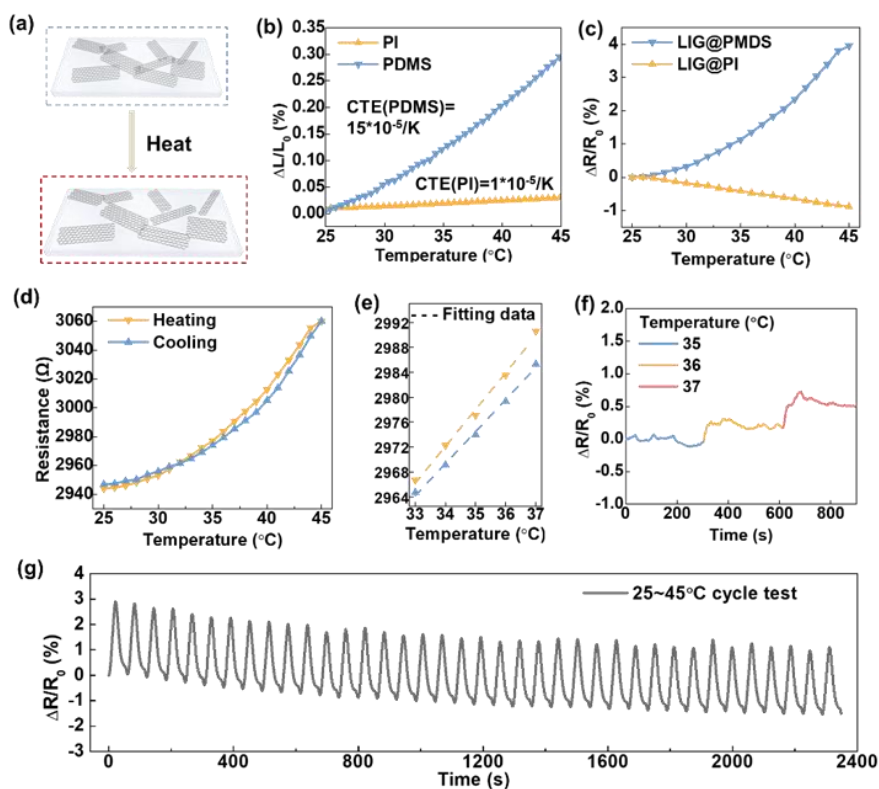 (a)
Heat
(b)
PI
PDMS
CTE(PDMS)=
15*10-5/K
CTE(PI)=1*10-5/K
ΔL/L0 (%)
0.35
0.30
0.25
0.20
0.15
0.10
0.05
0.00
25 30 35 40 45
Temperature (°C)
(c)
LIG@PMDS
LIG@PI
ΔR/R0 (%)
4
3
2
1
0
-1
25 30 35 40 45
Temperature (°C)
(d)
Heating
Cooling
Resistance (Ω)
3060
3040
3020
3000
2980
2960
2940
25 30 35 40 45
Temperature (°C)
(e)
Fitting data
2992
2988
2984
2980
2976
2972
2968
2964
33 34 35 36 37
Temperature (°C)
(f)
Temperature (°C)
35
36
37
ΔR/R0 (%)
2.0
1.5
1.0
0.5
0.0
-0.5
-1.0
0 200 400 600 800
Time (s)
(g)
25~45°C cycle test
ΔR/R0 (%)
4
3
2
1
0
-1
-2
-3
0 400 800 1200 1600 2000 2400
Time (s)